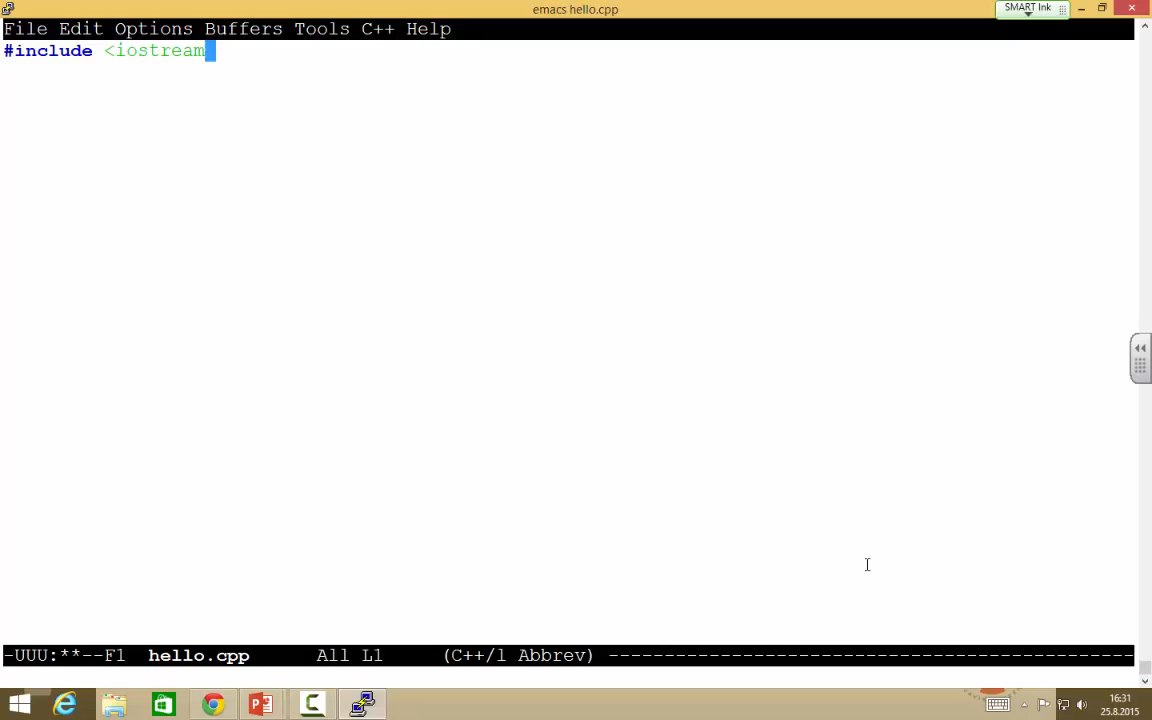 emacs hello.cpp
SMART Ink
File Edit Options Buffers Tools C++ Help
#include <iostream
-UUU:**--F1 hello.cpp All L1 (C++/l Abbrev) -----------------------------------------------
16:31
25.8.2015